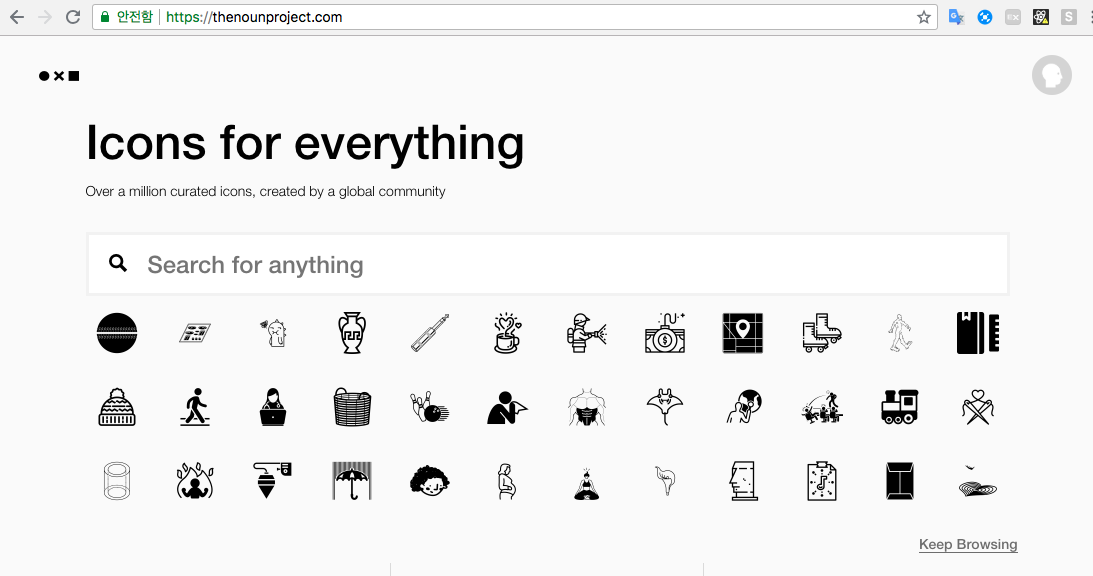 안전함 https://thenounproject.com
Icons for everything
Over a million curated icons, created by a global community
Search for anything
Keep Browsing